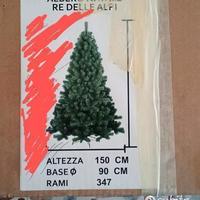 RE DELLE ALPI
ALTEZZA 150 CM
BASE Ø 90 CM
RAMI 347